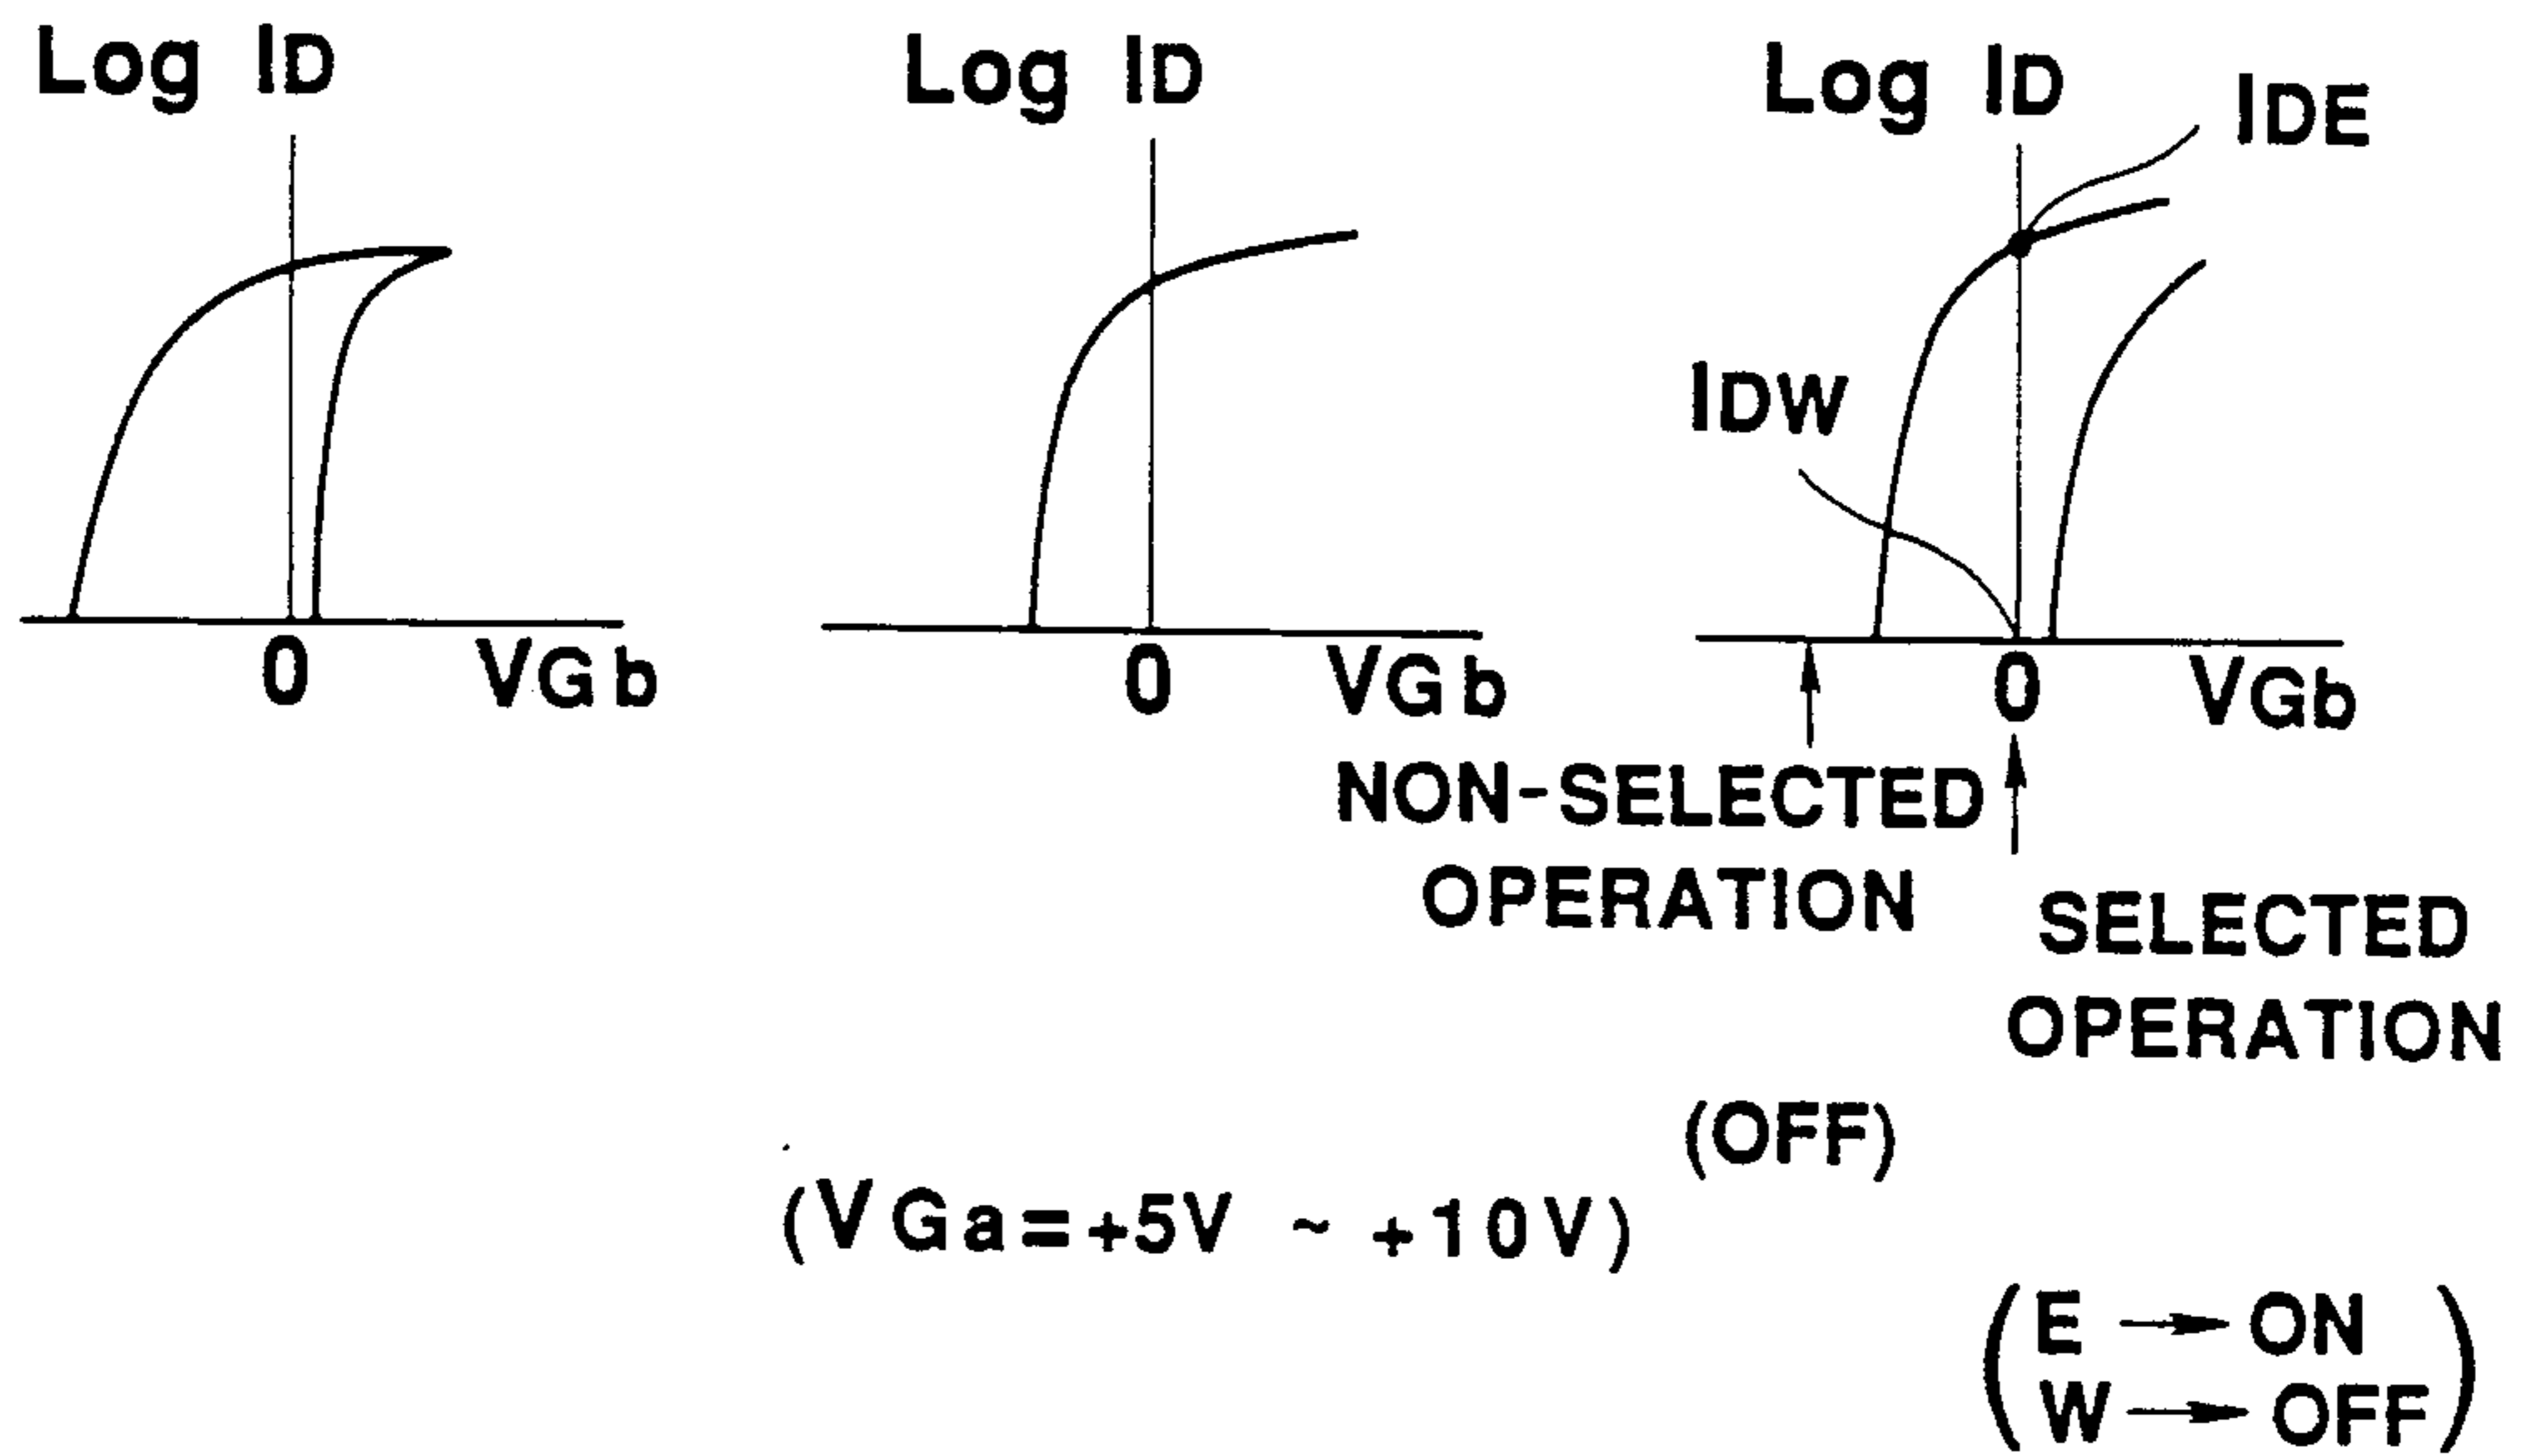 Log ID
0
VGb
Log ID
0
VGb
Log ID
IDE
IDW
0
VGb
NON-SELECTED
OPERATION
SELECTED
OPERATION
(OFF)
(VGa=+5V ~ +10V)
(E → ON
W → OFF)